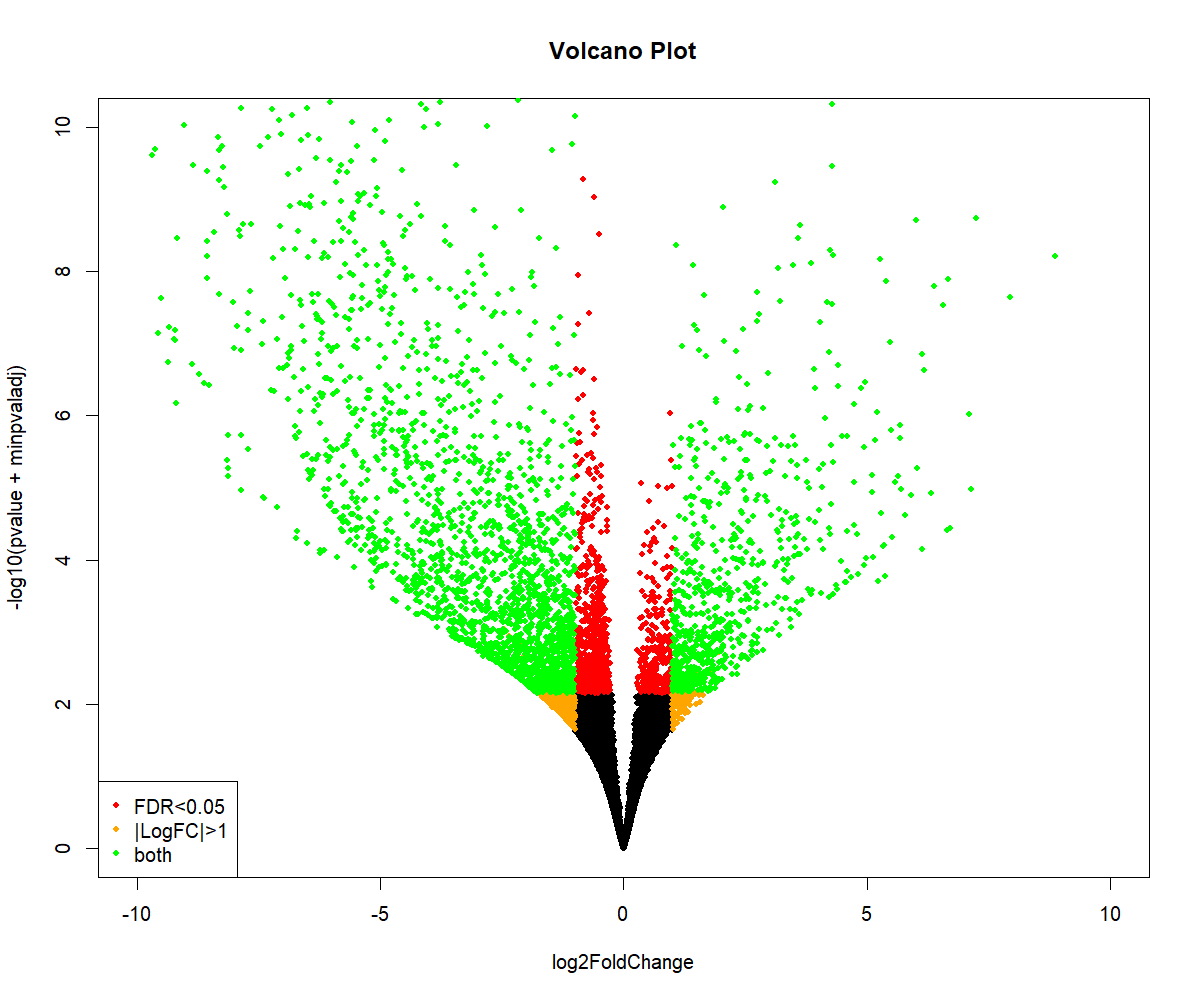 Volcano Plot
-log10(pvalue + minpvaladj)
10
8
6
4
2
0
FDR<0.05
|LogFC|>1
both
-10
-5
0
5
10
log2FoldChange